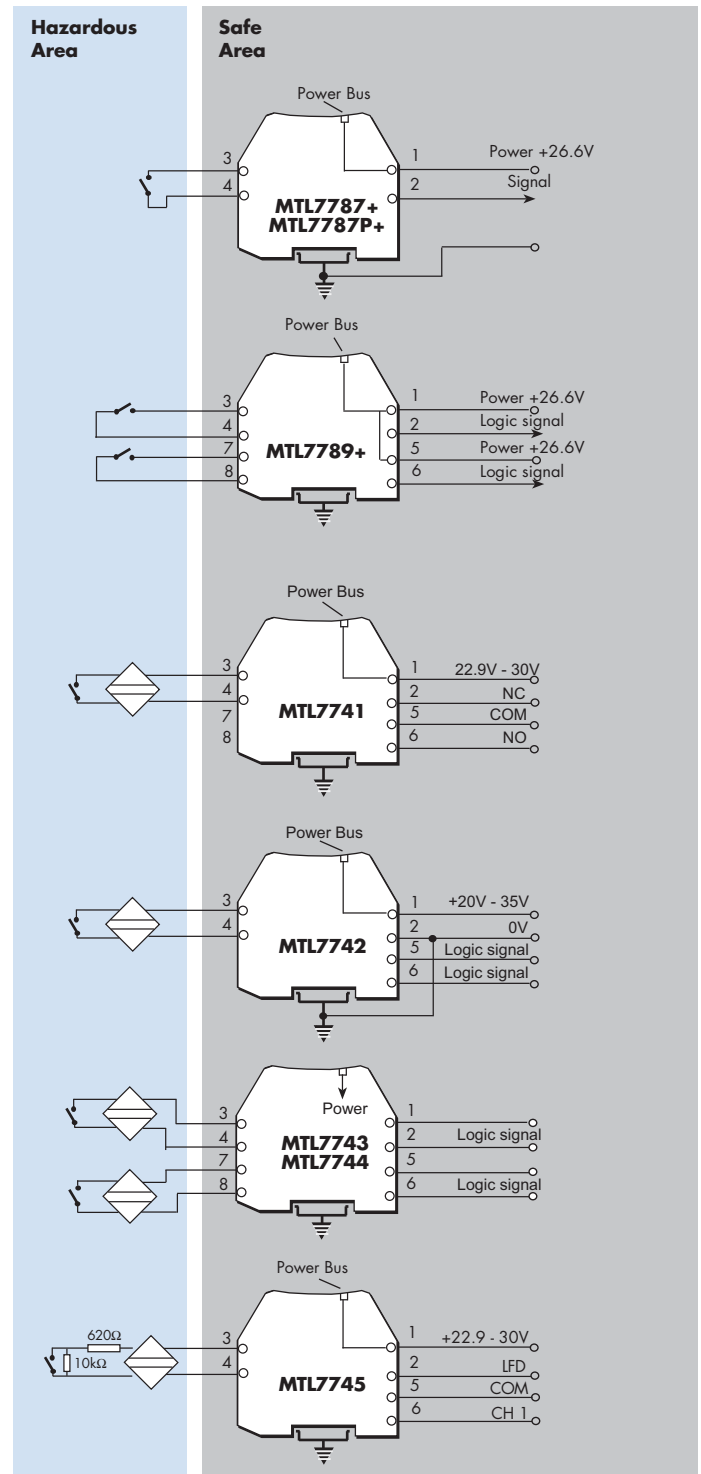 Hazardous
Area
Safe
Area
Power Bus
3
4
MTL7787+
MTL7787P+
1
Power +26.6V
2
Signal
Power Bus
3
4
7
8
MTL7789+
1
Power +26.6V
2
Logic signal
5
Power +26.6V
6
Logic signal
Power Bus
3
4
7
8
MTL7741
1
22.9V - 30V
2
NC
5
COM
6
NO
Power Bus
3
4
MTL7742
1
+20V - 35V
2
0V
5
Logic signal
6
Logic signal
Power
3
4
7
8
MTL7743
MTL7744
1
2
Logic signal
5
6
Logic signal
Power Bus
620Ω
10kΩ
3
4
MTL7745
1
+22.9 - 30V
2
LFD
5
COM
6
CH 1